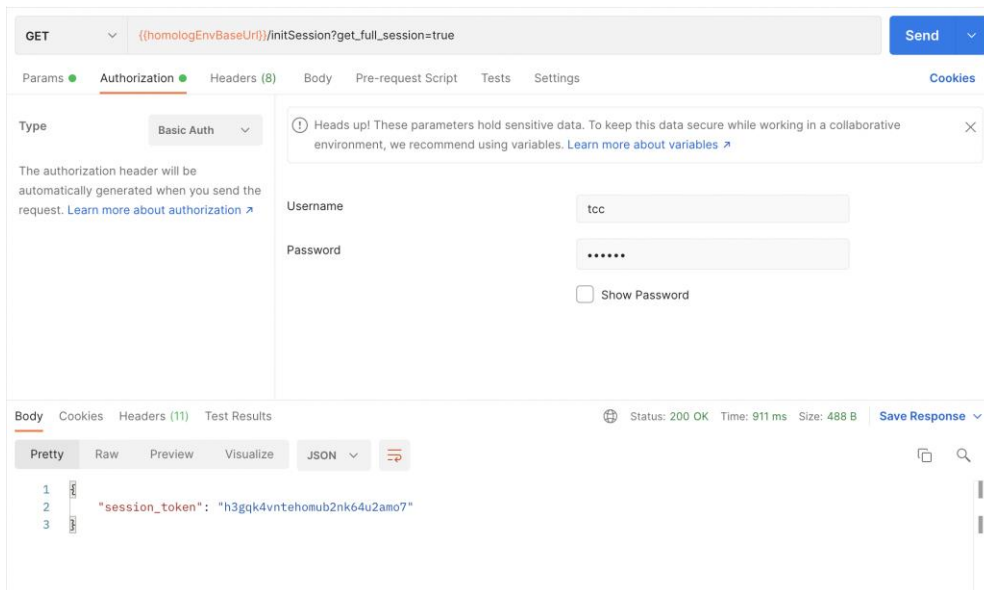 GET {{homologEnvBaseUrl}}/initSession?get_full_session=true Send
Params Authorization Headers (8) Body Pre-request Script Tests Settings Cookies
Type Basic Auth
The authorization header will be
automatically generated when you send the
request. Learn more about authorization ↗
Heads up! These parameters hold sensitive data. To keep this data secure while working in a collaborative
environment, we recommend using variables. Learn more about variables ↗
Username tcc
Password ••••••
Show Password
Body Cookies Headers (11) Test Results Status: 200 OK Time: 911 ms Size: 488 B Save Response
Pretty Raw Preview Visualize JSON
1 {
2 "session_token": "h3gqk4vntehomub2nk64u2amo7"
3 }